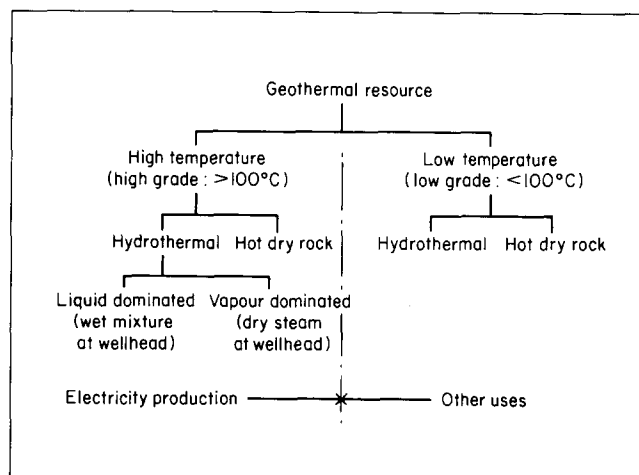 Geothermal resource
High temperature
(high grade : >100°C)
Low temperature
(low grade : <100°C)
Hydrothermal Hot dry rock
Hydrothermal Hot dry rock
Liquid dominated
(wet mixture
at wellhead)
Vapour dominated
(dry steam
at wellhead)
Electricity production
Other uses